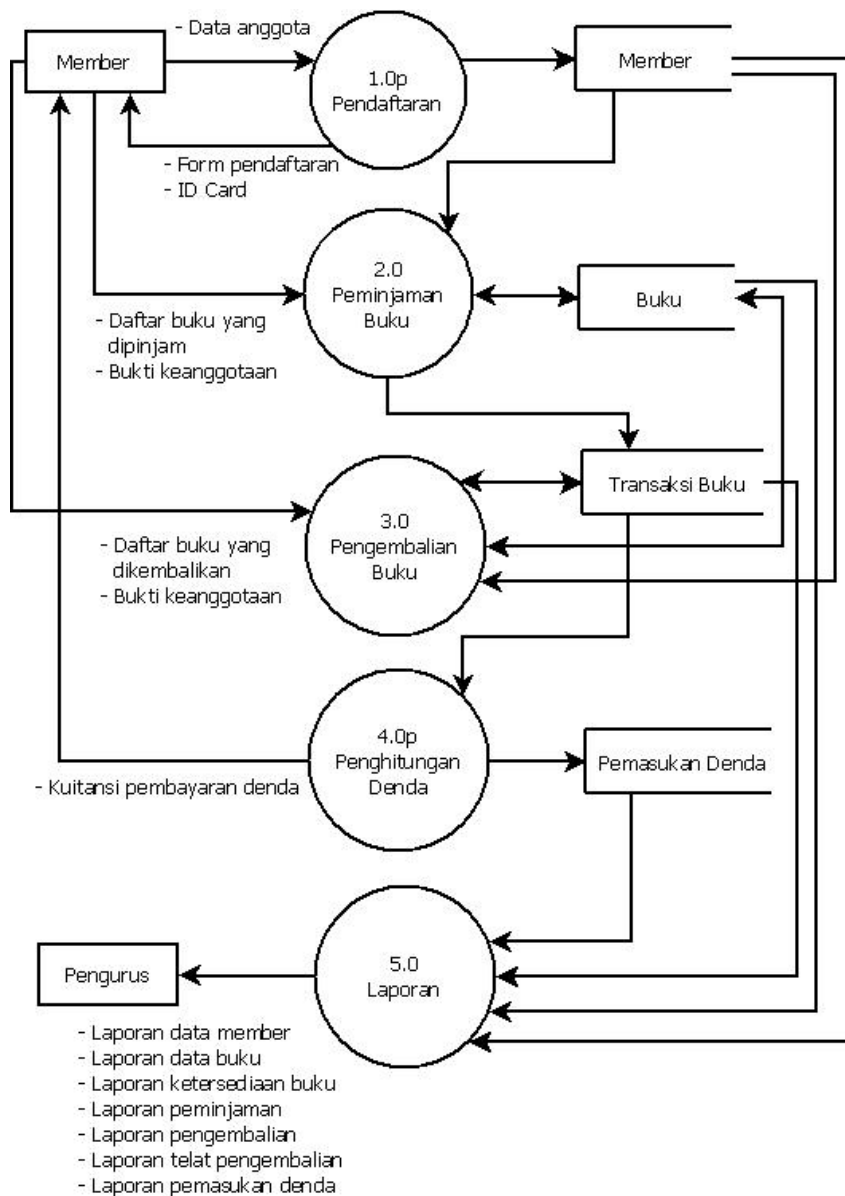 - Data anggota
Member
1.0p
Pendaftaran
Member
- Form pendaftaran
- ID Card
2.0
Peminjaman
Buku
Buku
- Daftar buku yang
dipinjam
- Bukti keanggotaan
Transaksi Buku
3.0
Pengembalian
Buku
- Daftar buku yang
dikembalikan
- Bukti keanggotaan
4.0p
Penghitungan
Denda
Pemasukan Denda
- Kuitansi pembayaran denda
5.0
Laporan
Pengurus
- Laporan data member
- Laporan data buku
- Laporan ketersediaan buku
- Laporan peminjaman
- Laporan pengembalian
- Laporan telat pengembalian
- Laporan pemasukan denda